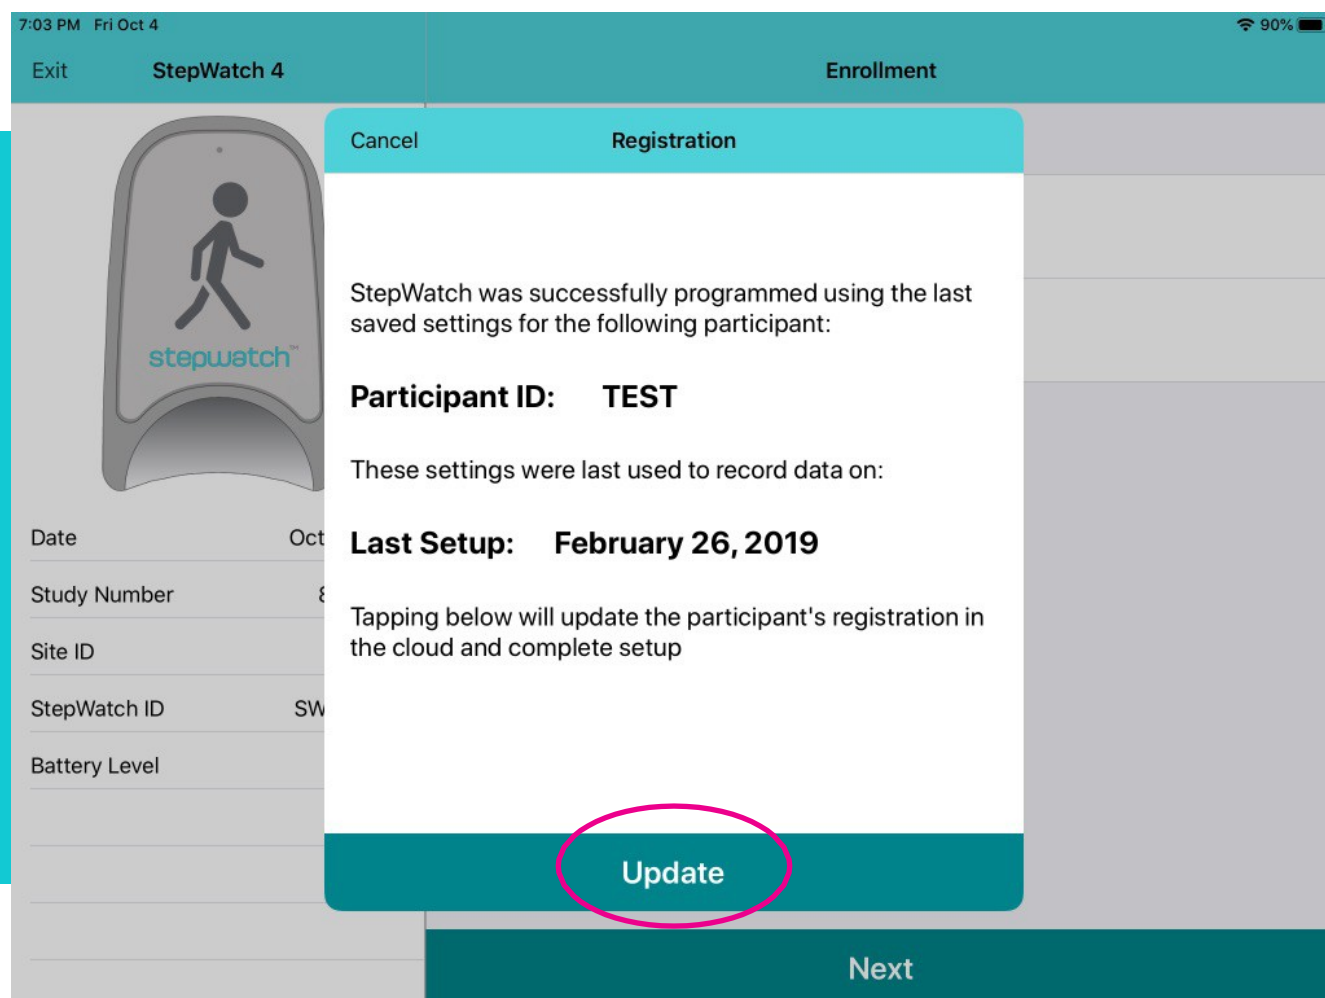 7:03 PM Fri Oct 4
90%
Exit
StepWatch 4
Enrollment
stepwatch™
Date Oct
Study Number
Site ID
StepWatch ID SW
Battery Level
Cancel
Registration
StepWatch was successfully programmed using the last
saved settings for the following participant:
Participant ID: TEST
These settings were last used to record data on:
Last Setup: February 26, 2019
Tapping below will update the participant's registration in
the cloud and complete setup
Update
Next